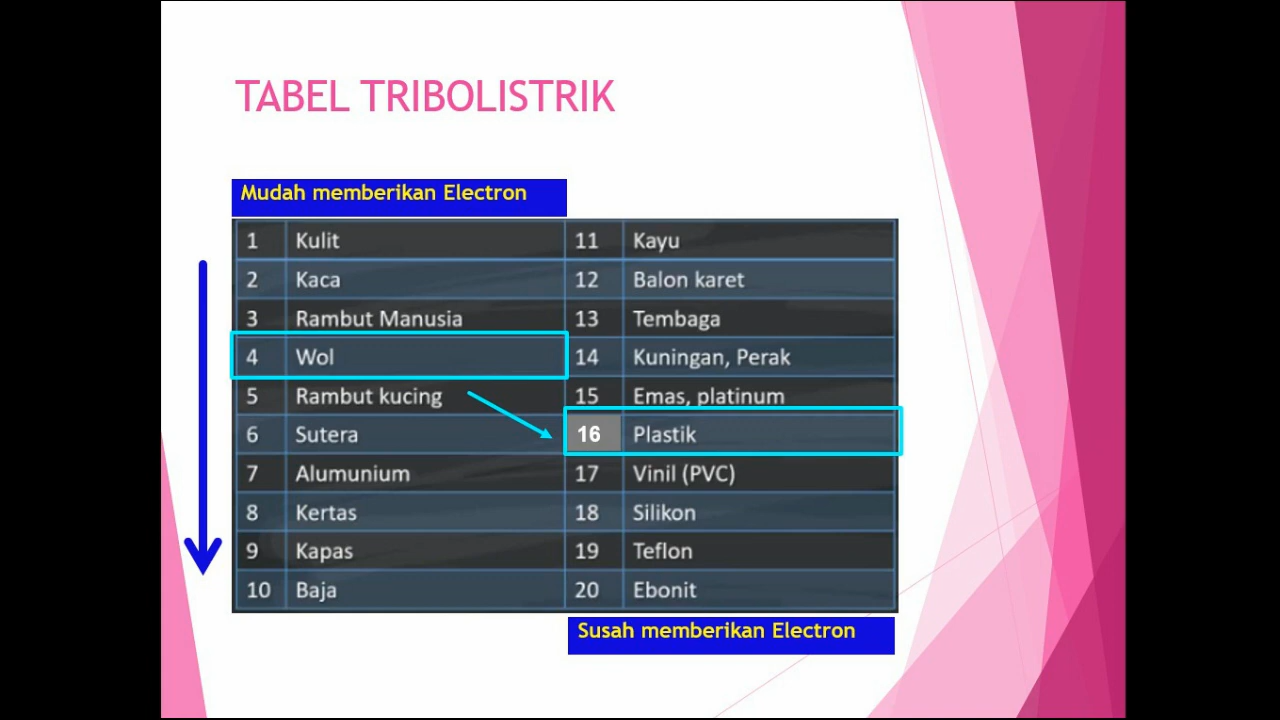 TABEL TRIBOLISTRIK
Mudah memberikan Electron
1 Kulit 11 Kayu
2 Kaca 12 Balon karet
3 Rambut Manusia 13 Tembaga
4 Wol 14 Kuningan, Perak
5 Rambut kucing 15 Emas, platinum
6 Sutera 16 Plastik
7 Alumunium 17 Vinil (PVC)
8 Kertas 18 Silikon
9 Kapas 19 Teflon
10 Baja 20 Ebonit
Susah memberikan Electron